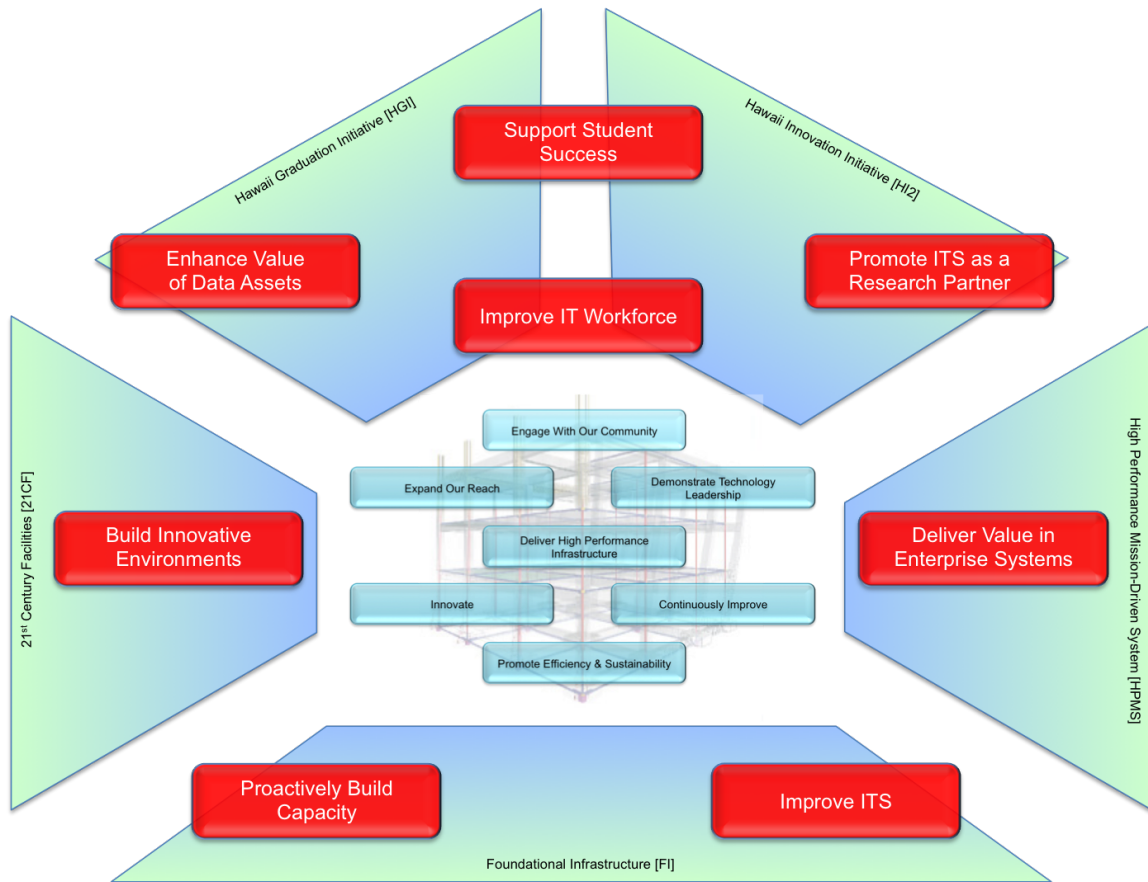 Hawaii Graduation Initiative [HGI]
Hawaii Innovation Initiative [HI2]
Support Student
Success
Enhance Value
of Data Assets
Promote ITS as a
Research Partner
Improve IT Workforce
21st Century Facilities [21CF]
High Performance Mission-Driven System [HPMS]
Engage With Our Community
Expand Our Reach
Demonstrate Technology
Leadership
Build Innovative
Environments
Deliver High Performance
Infrastructure
Deliver Value in
Enterprise Systems
Innovate
Continuously Improve
Promote Efficiency & Sustainability
Proactively Build
Capacity
Improve ITS
Foundational Infrastructure [FI]